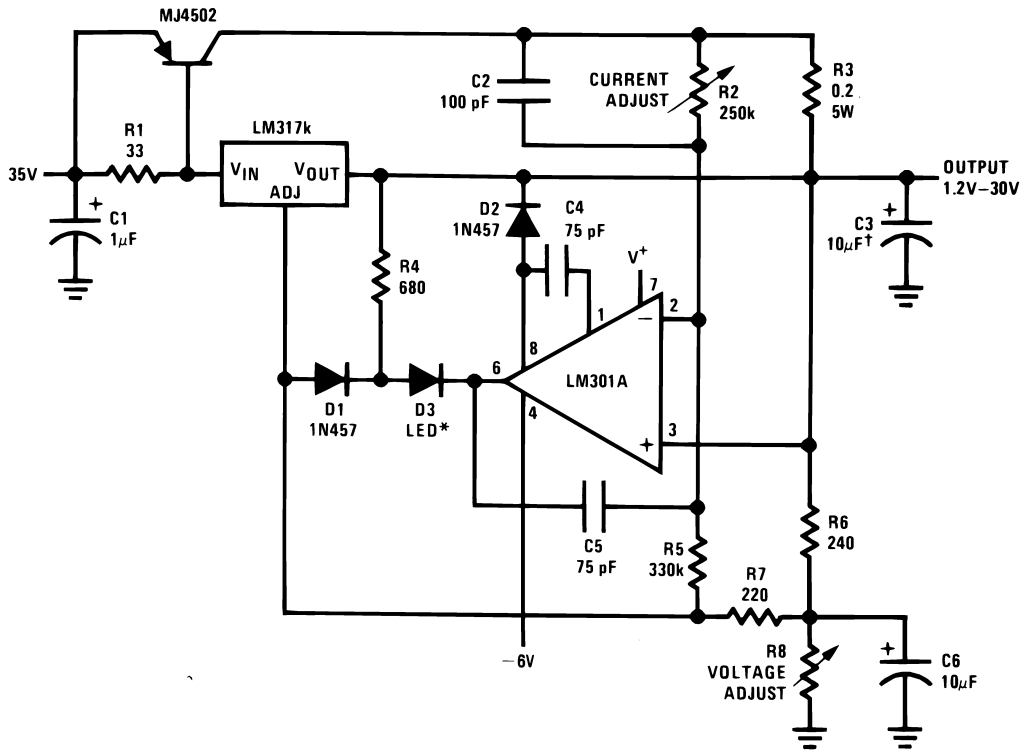 MJ4502
C2
100 pF
CURRENT
ADJUST
R2
250k
R3
0.2
5W
R1
33
LM317k
35V
VIN
VOUT
ADJ
OUTPUT
1.2V–30V
+
C1
1µF
D2
1N457
C4
75 pF
+
C3
10µF†
R4
680
V+
7
1
2
−
8
6
LM301A
4
3
+
D1
1N457
D3
LED*
C5
75 pF
R5
330k
R6
240
R7
220
−6V
R8
VOLTAGE
ADJUST
+
C6
10µF